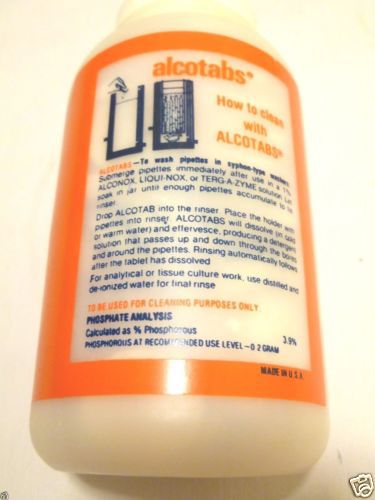 alcotabs®
How to clean
with
ALCOTABS®
ALCOTABS—To wash pipettes in syphon-type washers
Submerge pipettes immediately after use in a 1%
ALCONOX, LIQUI-NOX, or TERG-A-ZYME solution. Let
soak in jar until enough pipettes accumulate to fill
rinser.
Drop ALCOTAB into the rinser. Place the holder with
pipettes into rinser. ALCOTABS will dissolve (in cold
or warm water) and effervesce, producing a detergent
solution that passes up and down through the bores
and around the pipettes. Rinsing automatically follows
after the tablet has dissolved
For analytical or tissue culture work, use distilled and
de-ionized water for final rinse
TO BE USED FOR CLEANING PURPOSES ONLY.
PHOSPHATE ANALYSIS
Calculated as % Phosphorous 3.9%
PHOSPHOROUS AT RECOMMENDED USE LEVEL—0.2 GRAM
MADE IN U.S.A.